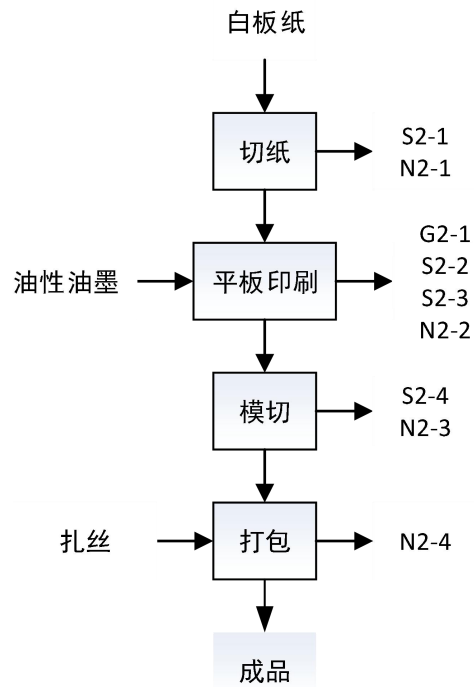 白板纸
切纸
S2-1
N2-1
油性油墨
平板印刷
G2-1
S2-2
S2-3
N2-2
模切
S2-4
N2-3
扎丝
打包
N2-4
成品